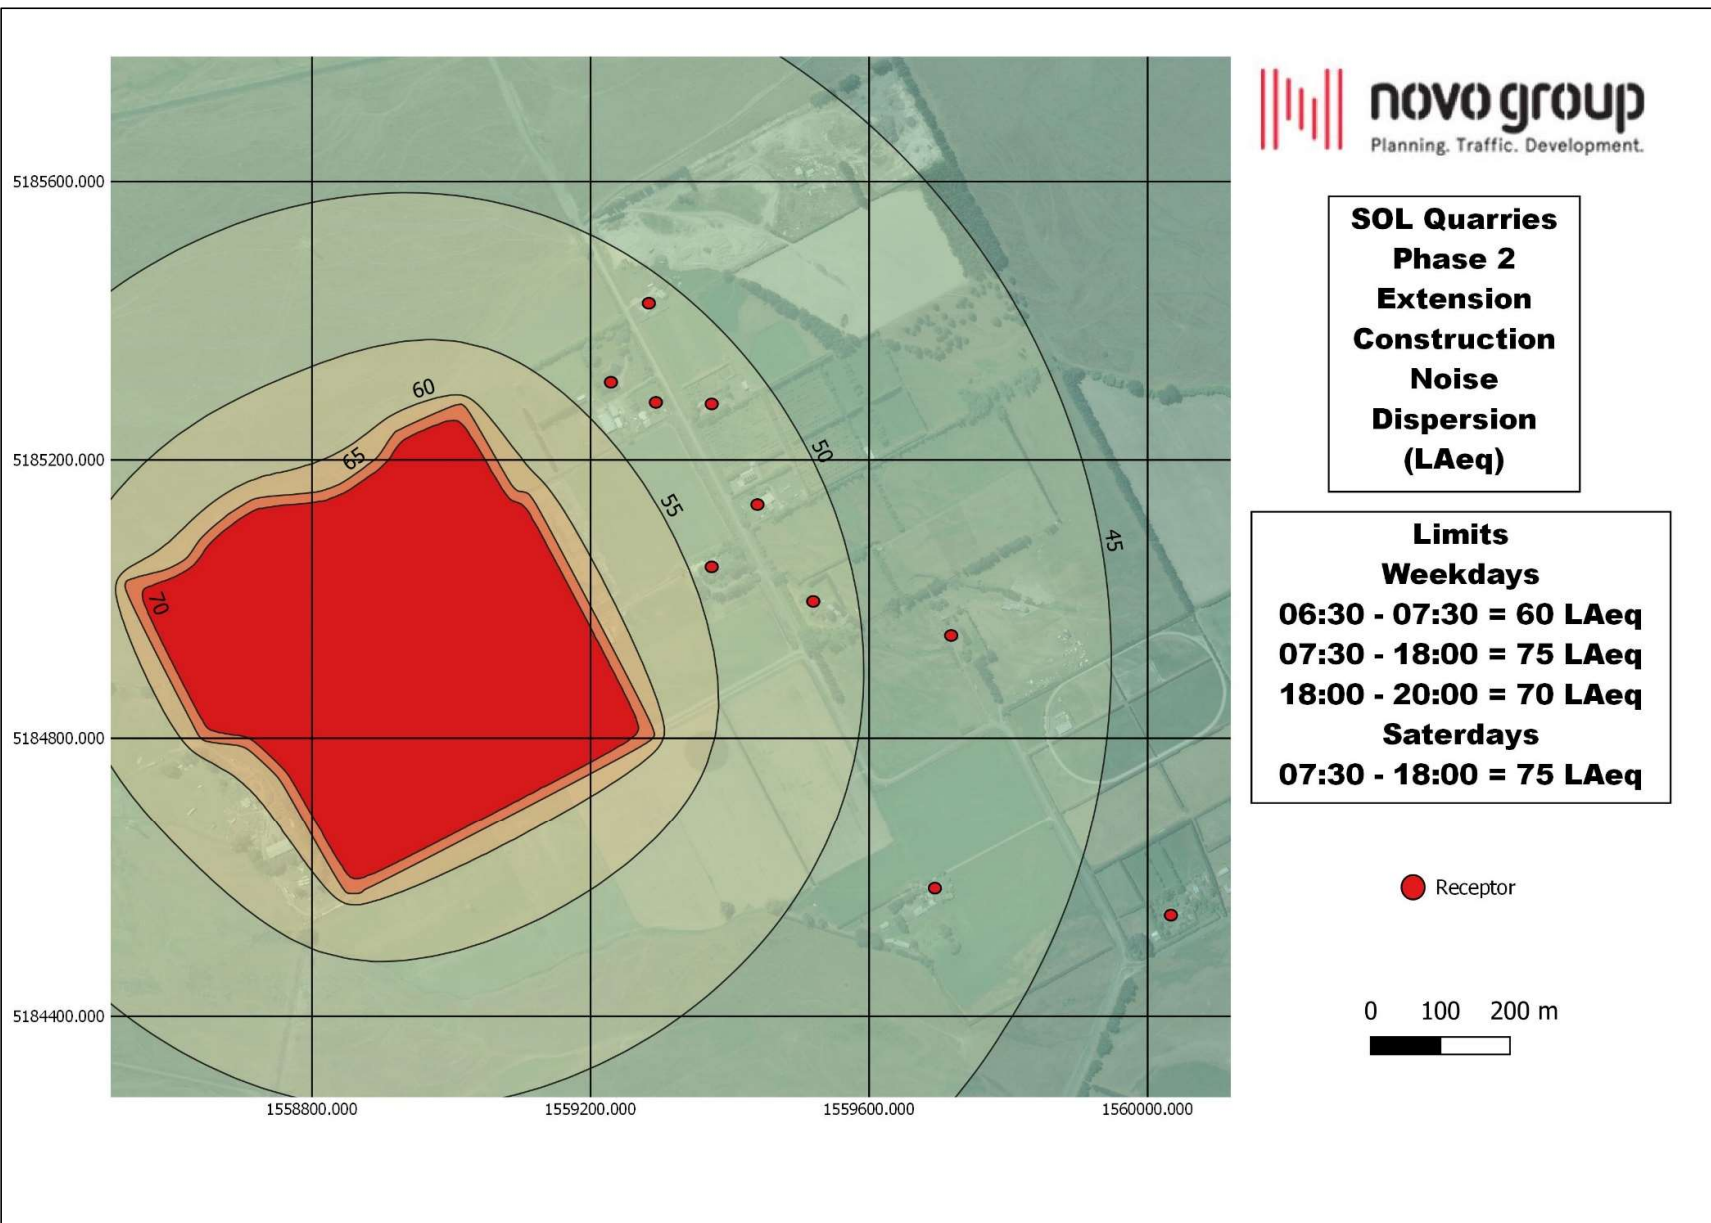 5185600.000
5185200.000
5184800.000
5184400.000
1558800.000
1559200.000
1559600.000
1560000.000
60
65
70
55
50
45
novo group
Planning. Traffic. Development.
SOL Quarries
Phase 2
Extension
Construction
Noise
Dispersion
(LAeq)
Limits
Weekdays
06:30 - 07:30 = 60 LAeq
07:30 - 18:00 = 75 LAeq
18:00 - 20:00 = 70 LAeq
Saterdays
07:30 - 18:00 = 75 LAeq
Receptor
0 100 200 m